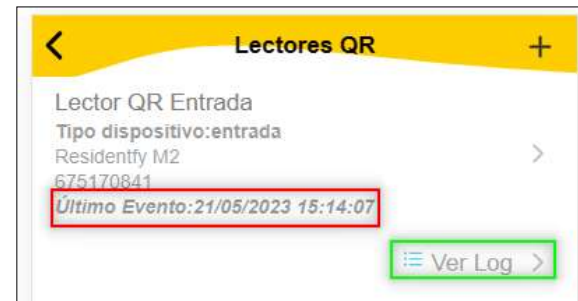 Lectores QR
Lector QR Entrada
Tipo dispositivo:entrada
Residentfy M2
675170841
Último Evento:21/05/2023 15:14:07
Ver Log